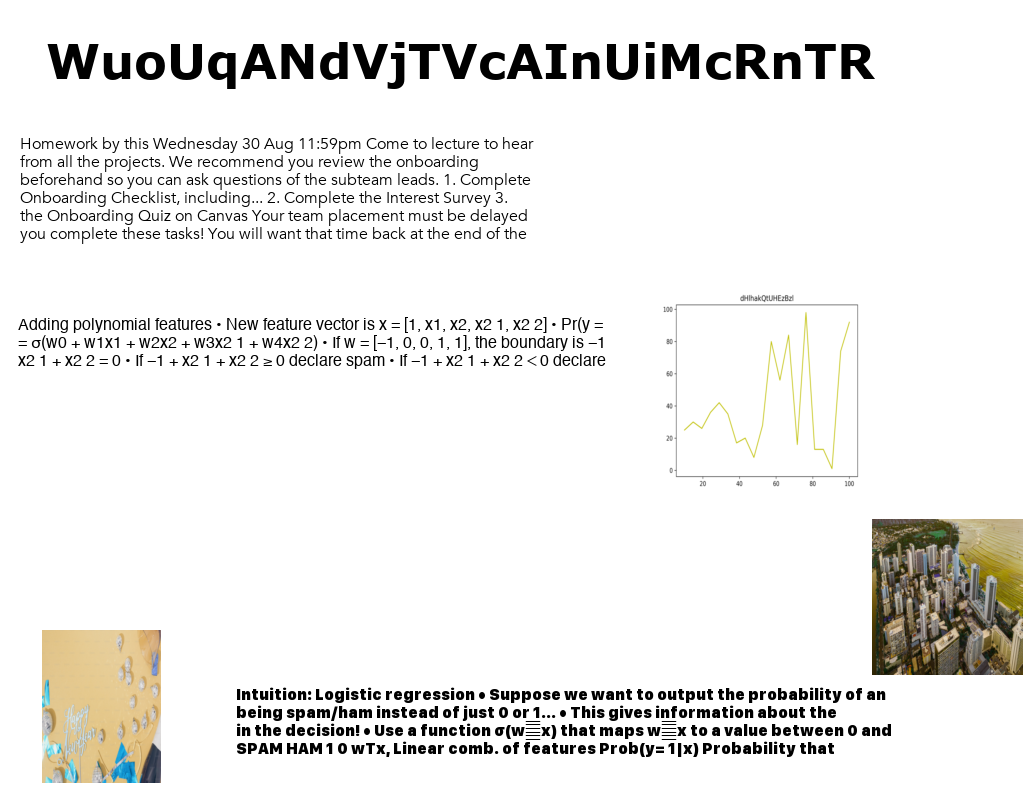 WuoUqANdVjTVcAInUiMcRnTR
Homework by this Wednesday 30 Aug 11:59pm Come to lecture to hear
from all the projects. We recommend you review the onboarding
beforehand so you can ask questions of the subteam leads. 1. Complete
Onboarding Checklist, including... 2. Complete the Interest Survey 3.
the Onboarding Quiz on Canvas Your team placement must be delayed
you complete these tasks! You will want that time back at the end of the
Adding polynomial features • New feature vector is x = [1, x1, x2, x2 1, x2 2] • Pr(y =
= σ(w0 + w1x1 + w2x2 + w3x2 1 + w4x2 2) • If w = [−1, 0, 0, 1, 1], the boundary is −1
x2 1 + x2 2 = 0 • If −1 + x2 1 + x2 2 ≥ 0 declare spam • If −1 + x2 1 + x2 2 < 0 declare
dHlhakQtUHEzBzl
100
80
60
40
20
0
20 40 60 80 100
Intuition: Logistic regression • Suppose we want to output the probability of an
being spam/ham instead of just 0 or 1... • This gives information about the
in the decision! • Use a function σ(w x) that maps w x to a value between 0 and
SPAM HAM 1 0 wTx, Linear comb. of features Prob(y= 1|x) Probability that